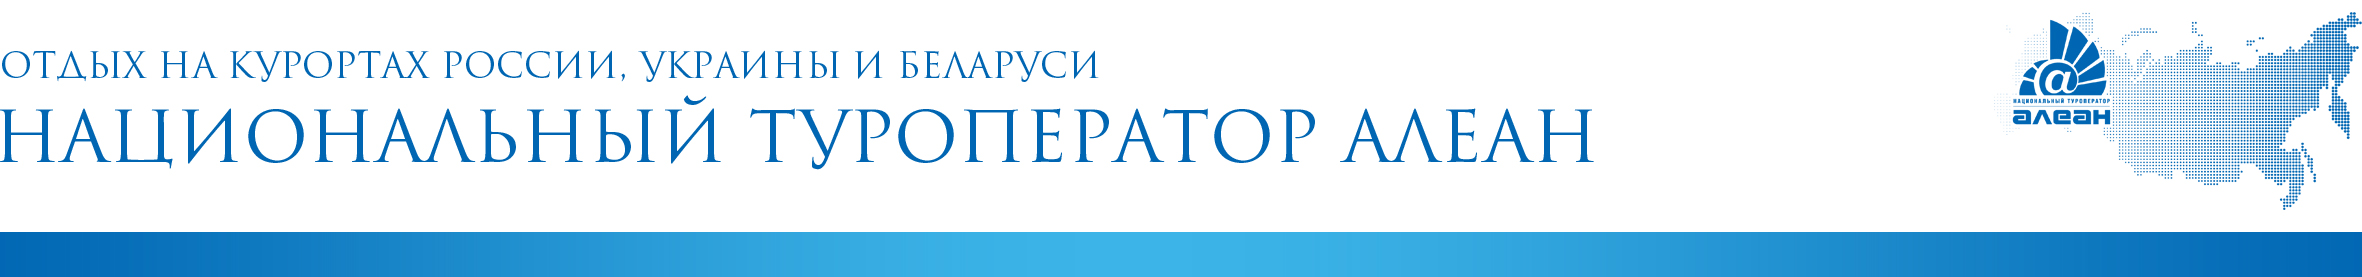 ОТДЫХ НА КУРОРТАХ РОССИИ, УКРАИНЫ И БЕЛАРУСИ
НАЦИОНАЛЬНЫЙ ТУРОПЕРАТОР АЛЕАН
@
НАЦИОНАЛЬНЫЙ ТУРОПЕРАТОР
алеан